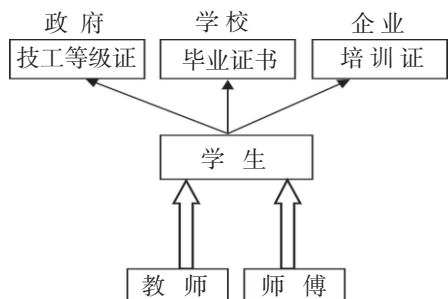 政府 学校 企业
技工等级证 毕业证书 培训证
学生
教师 师傅